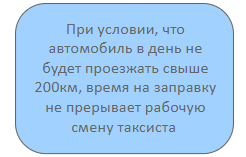 При условии, что
автомобиль в день не
будет проезжать свыше
200км, время на заправку
не прерывает рабочую
смену таксиста